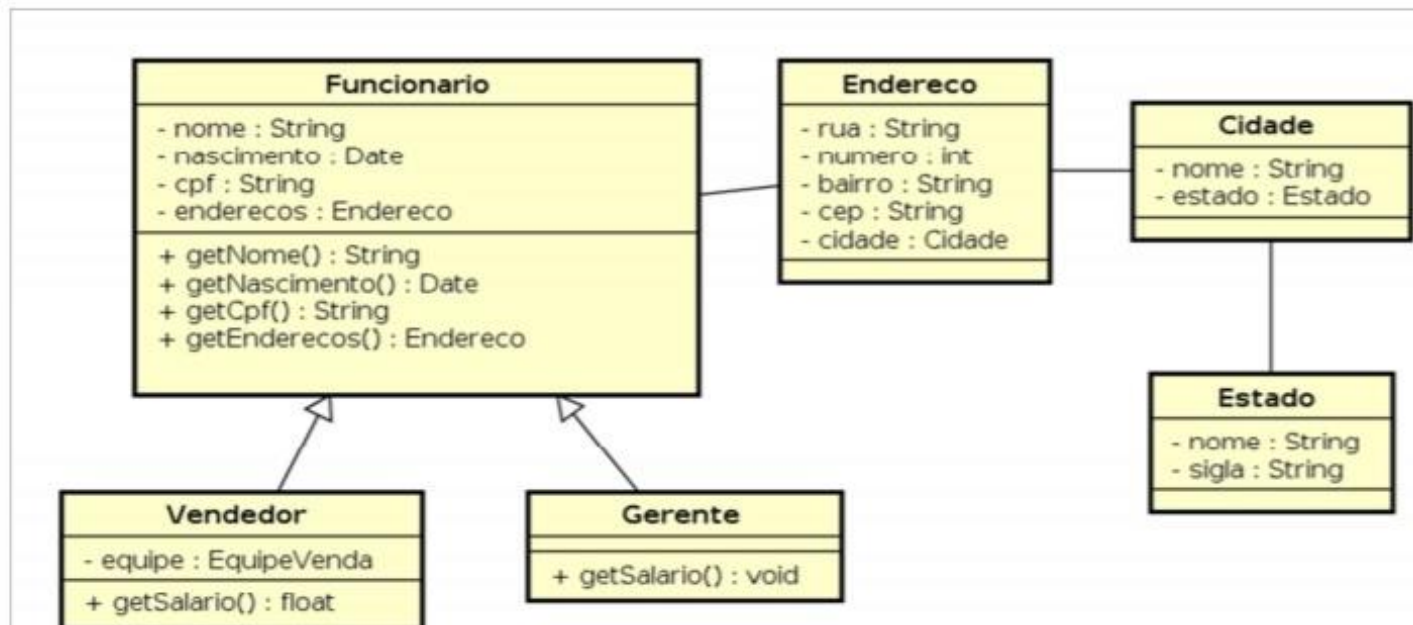 Funcionario
- nome : String
- nascimento : Date
- cpf : String
- enderecos : Endereco
+ getNome() : String
+ getNascimento() : Date
+ getCpf() : String
+ getEnderecos() : Endereco
Endereco
- rua : String
- numero : int
- bairro : String
- cep : String
- cidade : Cidade
Cidade
- nome : String
- estado : Estado
Estado
- nome : String
- sigla : String
Vendedor
- equipe : EquipeVenda
+ getSalario() : float
Gerente
+ getSalario() : void